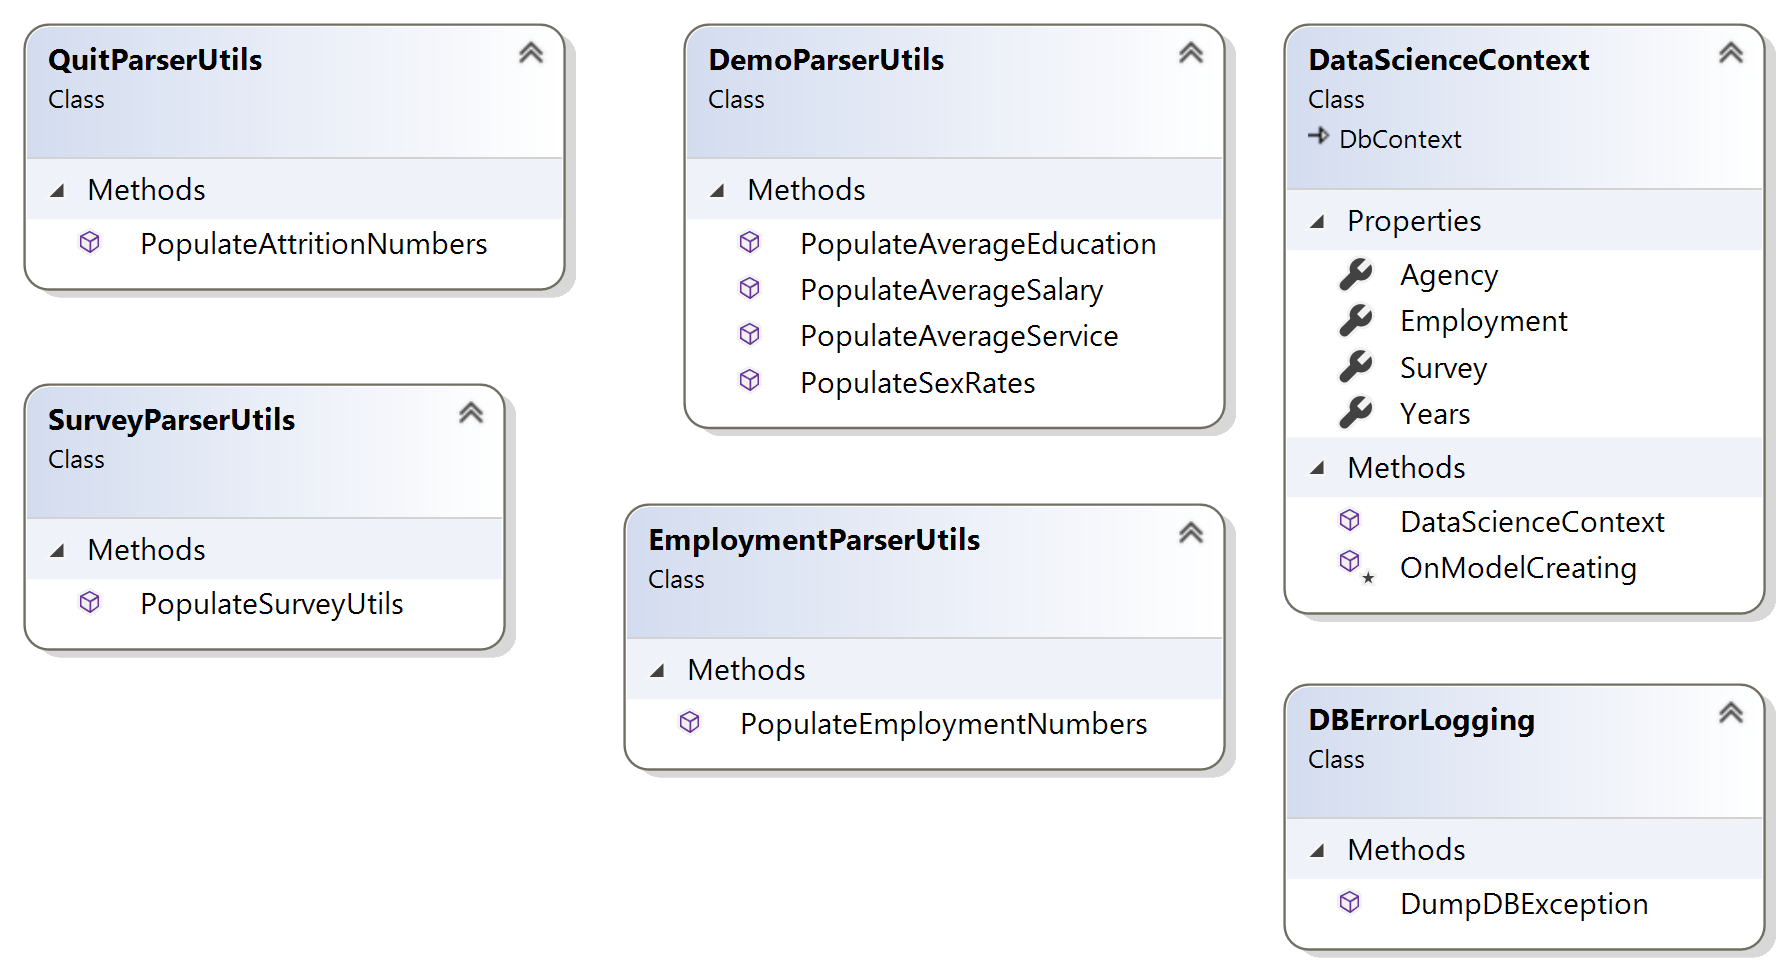 QuitParserUtils
Class
Methods
PopulateAttritionNumbers
SurveyParserUtils
Class
Methods
PopulateSurveyUtils
DemoParserUtils
Class
Methods
PopulateAverageEducation
PopulateAverageSalary
PopulateAverageService
PopulateSexRates
EmploymentParserUtils
Class
Methods
PopulateEmploymentNumbers
DataScienceContext
Class
DbContext
Properties
Agency
Employment
Survey
Years
Methods
DataScienceContext
OnModelCreating
DBErrorLogging
Class
Methods
DumpDBException